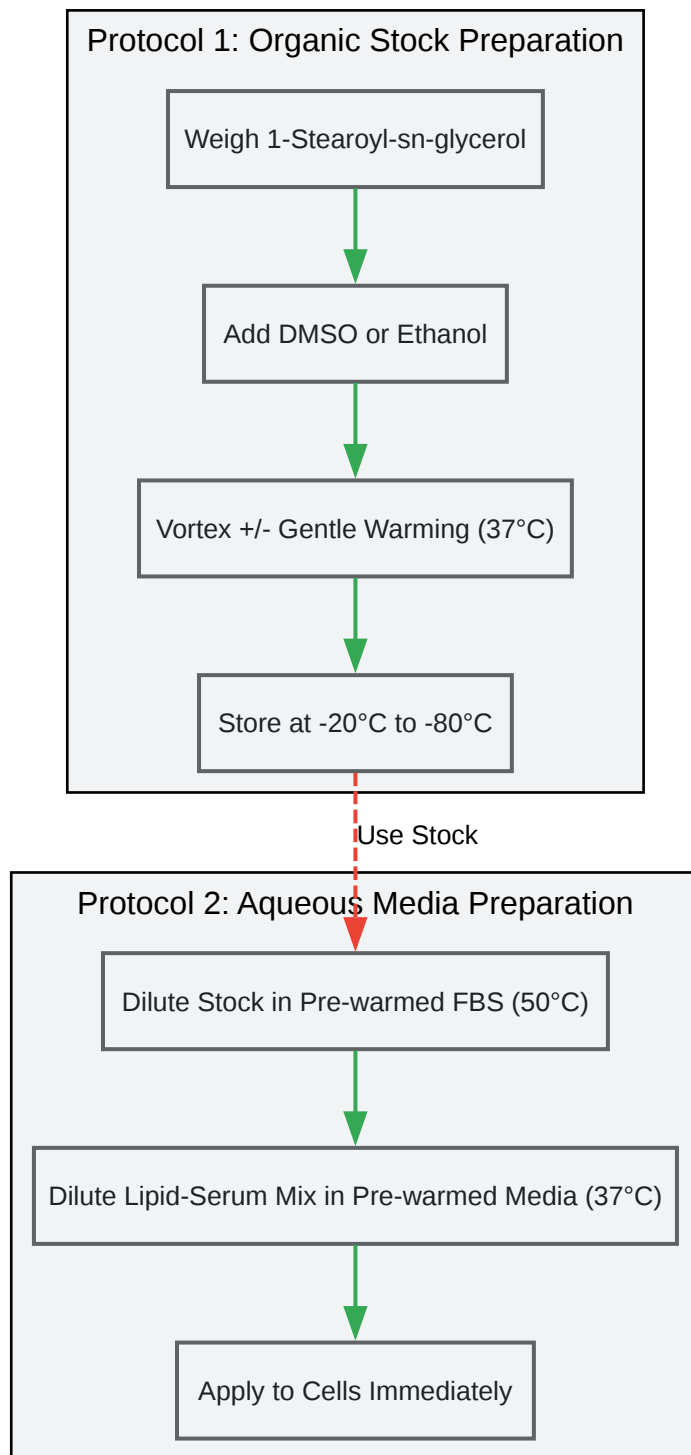 Protocol 1: Organic Stock Preparation
Weigh 1-Stearoyl-sn-glycerol
Add DMSO or Ethanol
Vortex +/- Gentle Warming (37°C)
Store at -20°C to -80°C
Use Stock
Protocol 2: Aqueous Media Preparation
Dilute Stock in Pre-warmed FBS (50°C)
Dilute Lipid-Serum Mix in Pre-warmed Media (37°C)
Apply to Cells Immediately